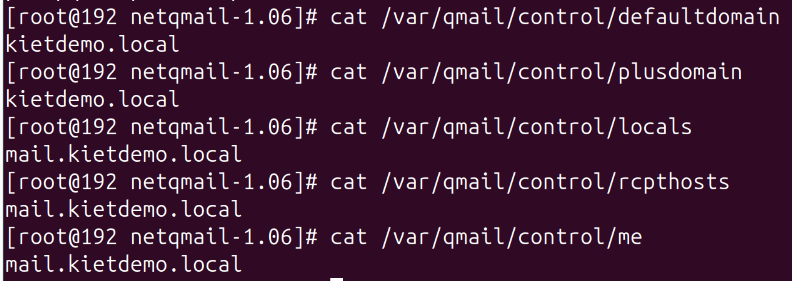 [root@192 netqmail-1.06]# cat /var/qmail/control/defaultdomain
kietdemo.local
[root@192 netqmail-1.06]# cat /var/qmail/control/plusdomain
kietdemo.local
[root@192 netqmail-1.06]# cat /var/qmail/control/locals
mail.kietdemo.local
[root@192 netqmail-1.06]# cat /var/qmail/control/rcpthosts
mail.kietdemo.local
[root@192 netqmail-1.06]# cat /var/qmail/control/me
mail.kietdemo.local